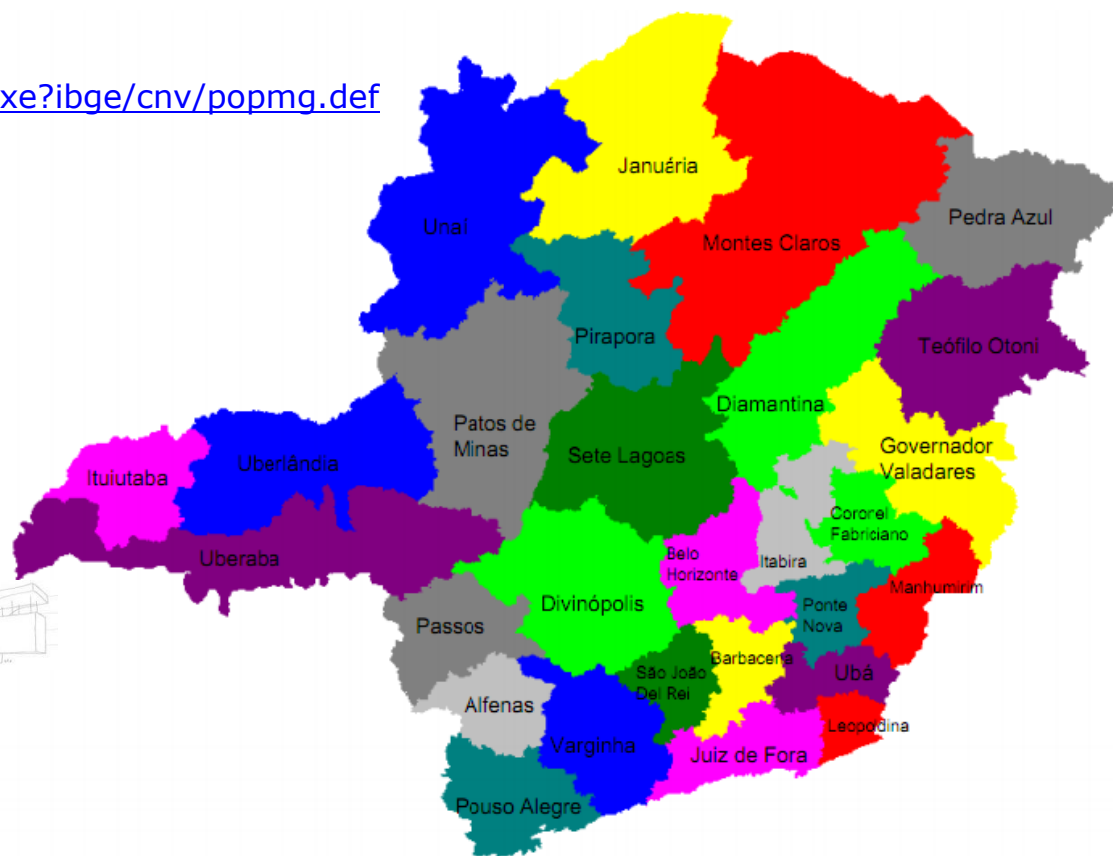 xe?ibge/cnv/popmg.def
Januária
Unaí
Montes Claros
Pedra Azul
Pirapora
Teófilo Otoni
Diamantina
Patos de
Minas
Governador
Valadares
Sete Lagoas
Uberlândia
Ituiutaba
Coronel
Fabriciano
Belo
Horizonte
Itabira
Uberaba
Manhumirim
Divinópolis
Ponte
Nova
Passos
Barbacena
São João
Del Rei
Ubá
Alfenas
Leopoldina
Varginha
Juiz de Fora
Pouso Alegre